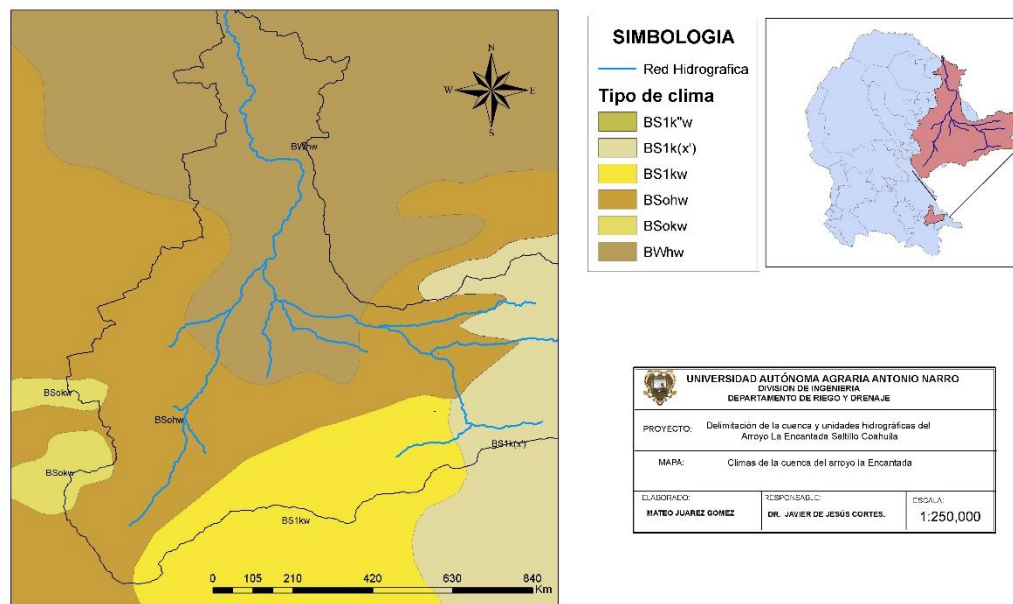 N
W E
S
BWhw
BSokw
BSohw
BSokw
BS1k(x')
BS1kw
0 105 210 420 630 840
Km
SIMBOLOGIA
Red Hidrografica
Tipo de clima
BS1k"w
BS1k(x')
BS1kw
BSohw
BSokw
BWhw
UNIVERSIDAD AUTÓNOMA AGRARIA ANTONIO NARRO
DIVISION DE INGENIERIA
DEPARTAMENTO DE RIEGO Y DRENAJE
PROYECTO: Delimitación de la cuenca y unidades hidrográficas del
Arroyo La Encantada Saltillo Coahuila
MAPA: Climas de la cuenca del arroyo la Encantada
ELABORADO: RESPONSABLE: ESCALA:
MATEO JUAREZ GOMEZ DR. JAVIER DE JESÚS CORTES. 1:250,000